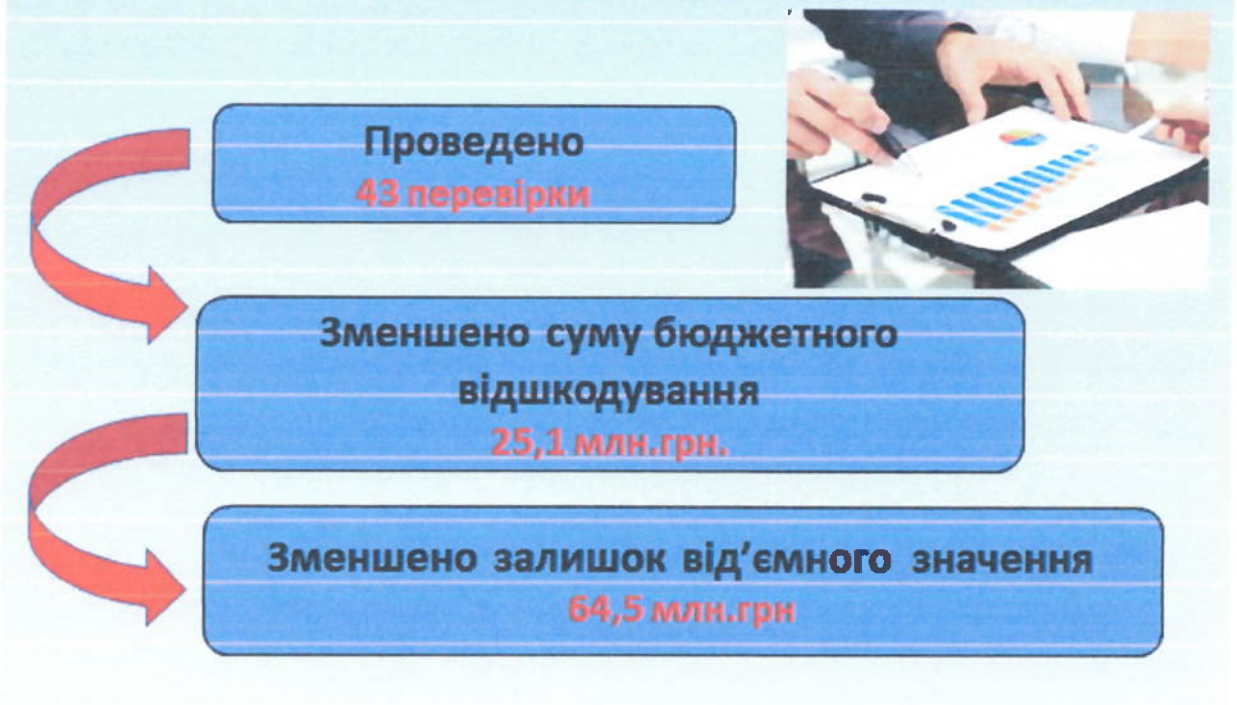 Проведено
43 перевірки
Зменшено суму бюджетного
відшкодування
25,1 млн.грн.
Зменшено залишок від’ємного значення
64,5 млн.грн